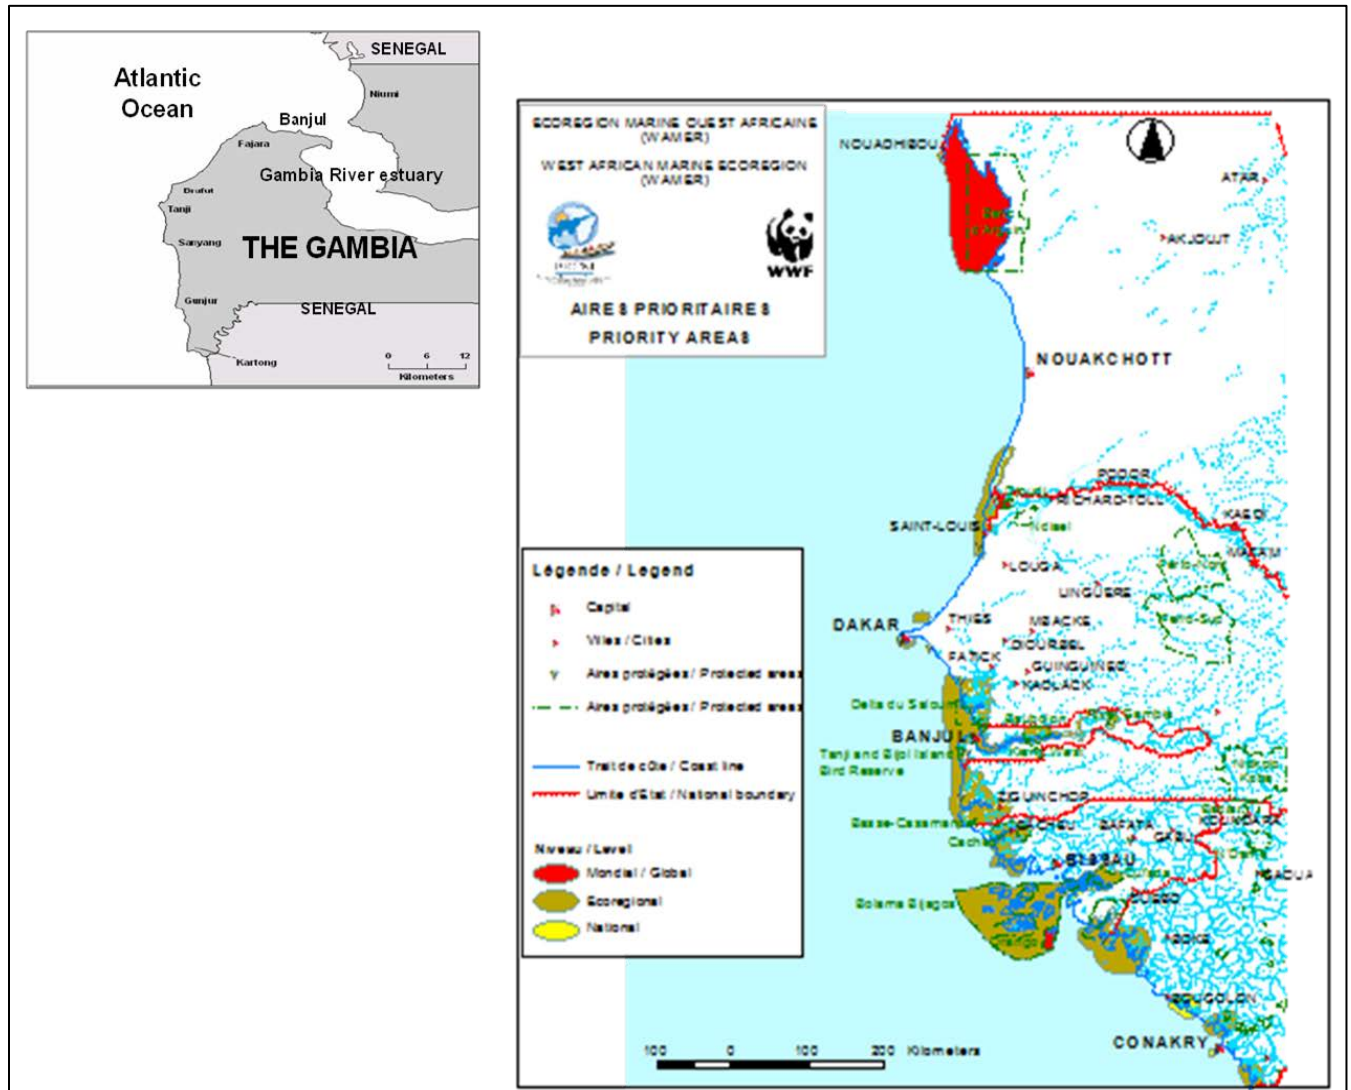 SENEGAL
Atlantic
Ocean
Niumi
Banjul
Fajara
Gambia River estuary
Brufut
Tanji
Sanyang
THE GAMBIA
Gunjur
SENEGAL
Kartong
0 6 12
Kilometers
ECOREGION MARINE OUEST AFRICAINE
(WAMER)
WEST AFRICAN MARINE ECOREGION
(WAMER)
WWF
AIRES PRIORITAIRES
PRIORITY AREAS
NOUADHIBOU
ATAR
AKJOUJT
NOUAKCHOTT
PODOR
RICHARD-TOLL
KAEDI
SAINT-LOUIS
LOUGA
LINGUERE
DAKAR
THIES
MBACKE
DIOURBEL
FATICK
GUINGUINEO
KAOLACK
Delta du Saloum
BANJUL
Tanji and Bijol Island
Bird Reserve
ZIGUINCHOR
Basse-Casamance
CACHEU
BAFATA
GABU
KOUNDARA
Cacheu
BISSAU
Bolama Bijagos
Orango
BOKE
CONAKRY
Légende / Legend
Capital
Villes / Cities
Aires protégées / Protected areas
Aires protégées / Protected areas
Trait de côte / Coast line
Limite d'Etat / National boundary
Niveau / Level
Mondial / Global
Ecoregional
National
100 0 100 200 Kilometers